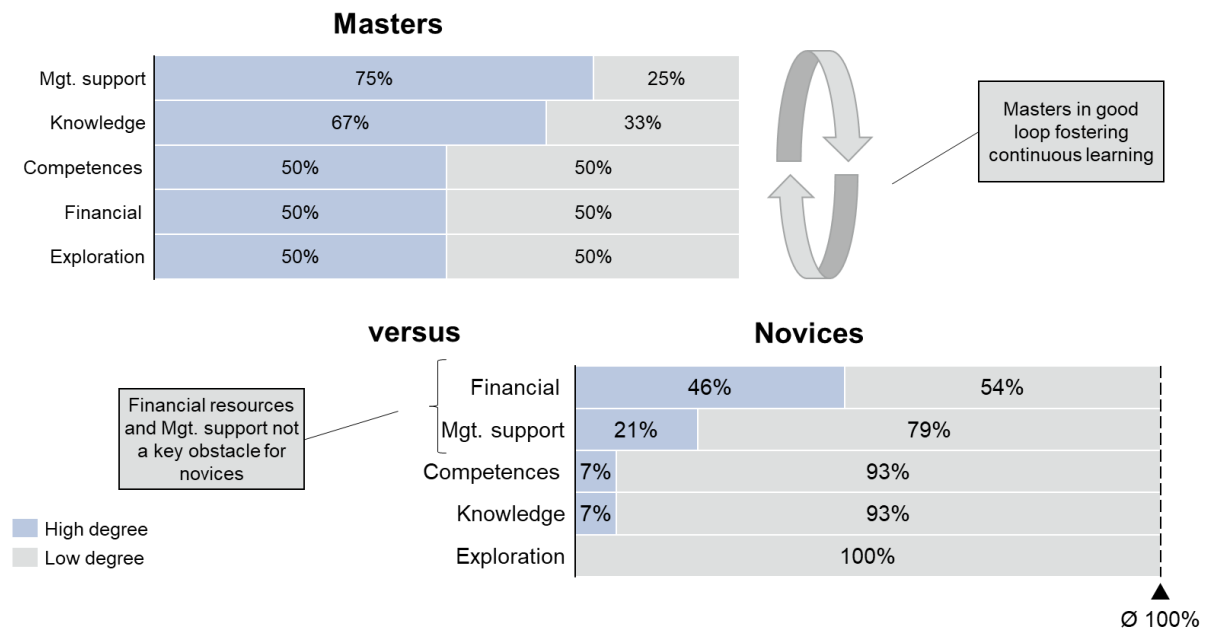 Masters
Mgt. support 75% 25%
Knowledge 67% 33%
Competences 50% 50%
Financial 50% 50%
Exploration 50% 50%
Masters in good
loop fostering
continuous learning
versus
Novices
Financial 46% 54%
Mgt. support 21% 79%
Competences 7% 93%
Knowledge 7% 93%
Exploration 100%
Financial resources
and Mgt. support not
a key obstacle for
novices
High degree
Low degree
Ø 100%